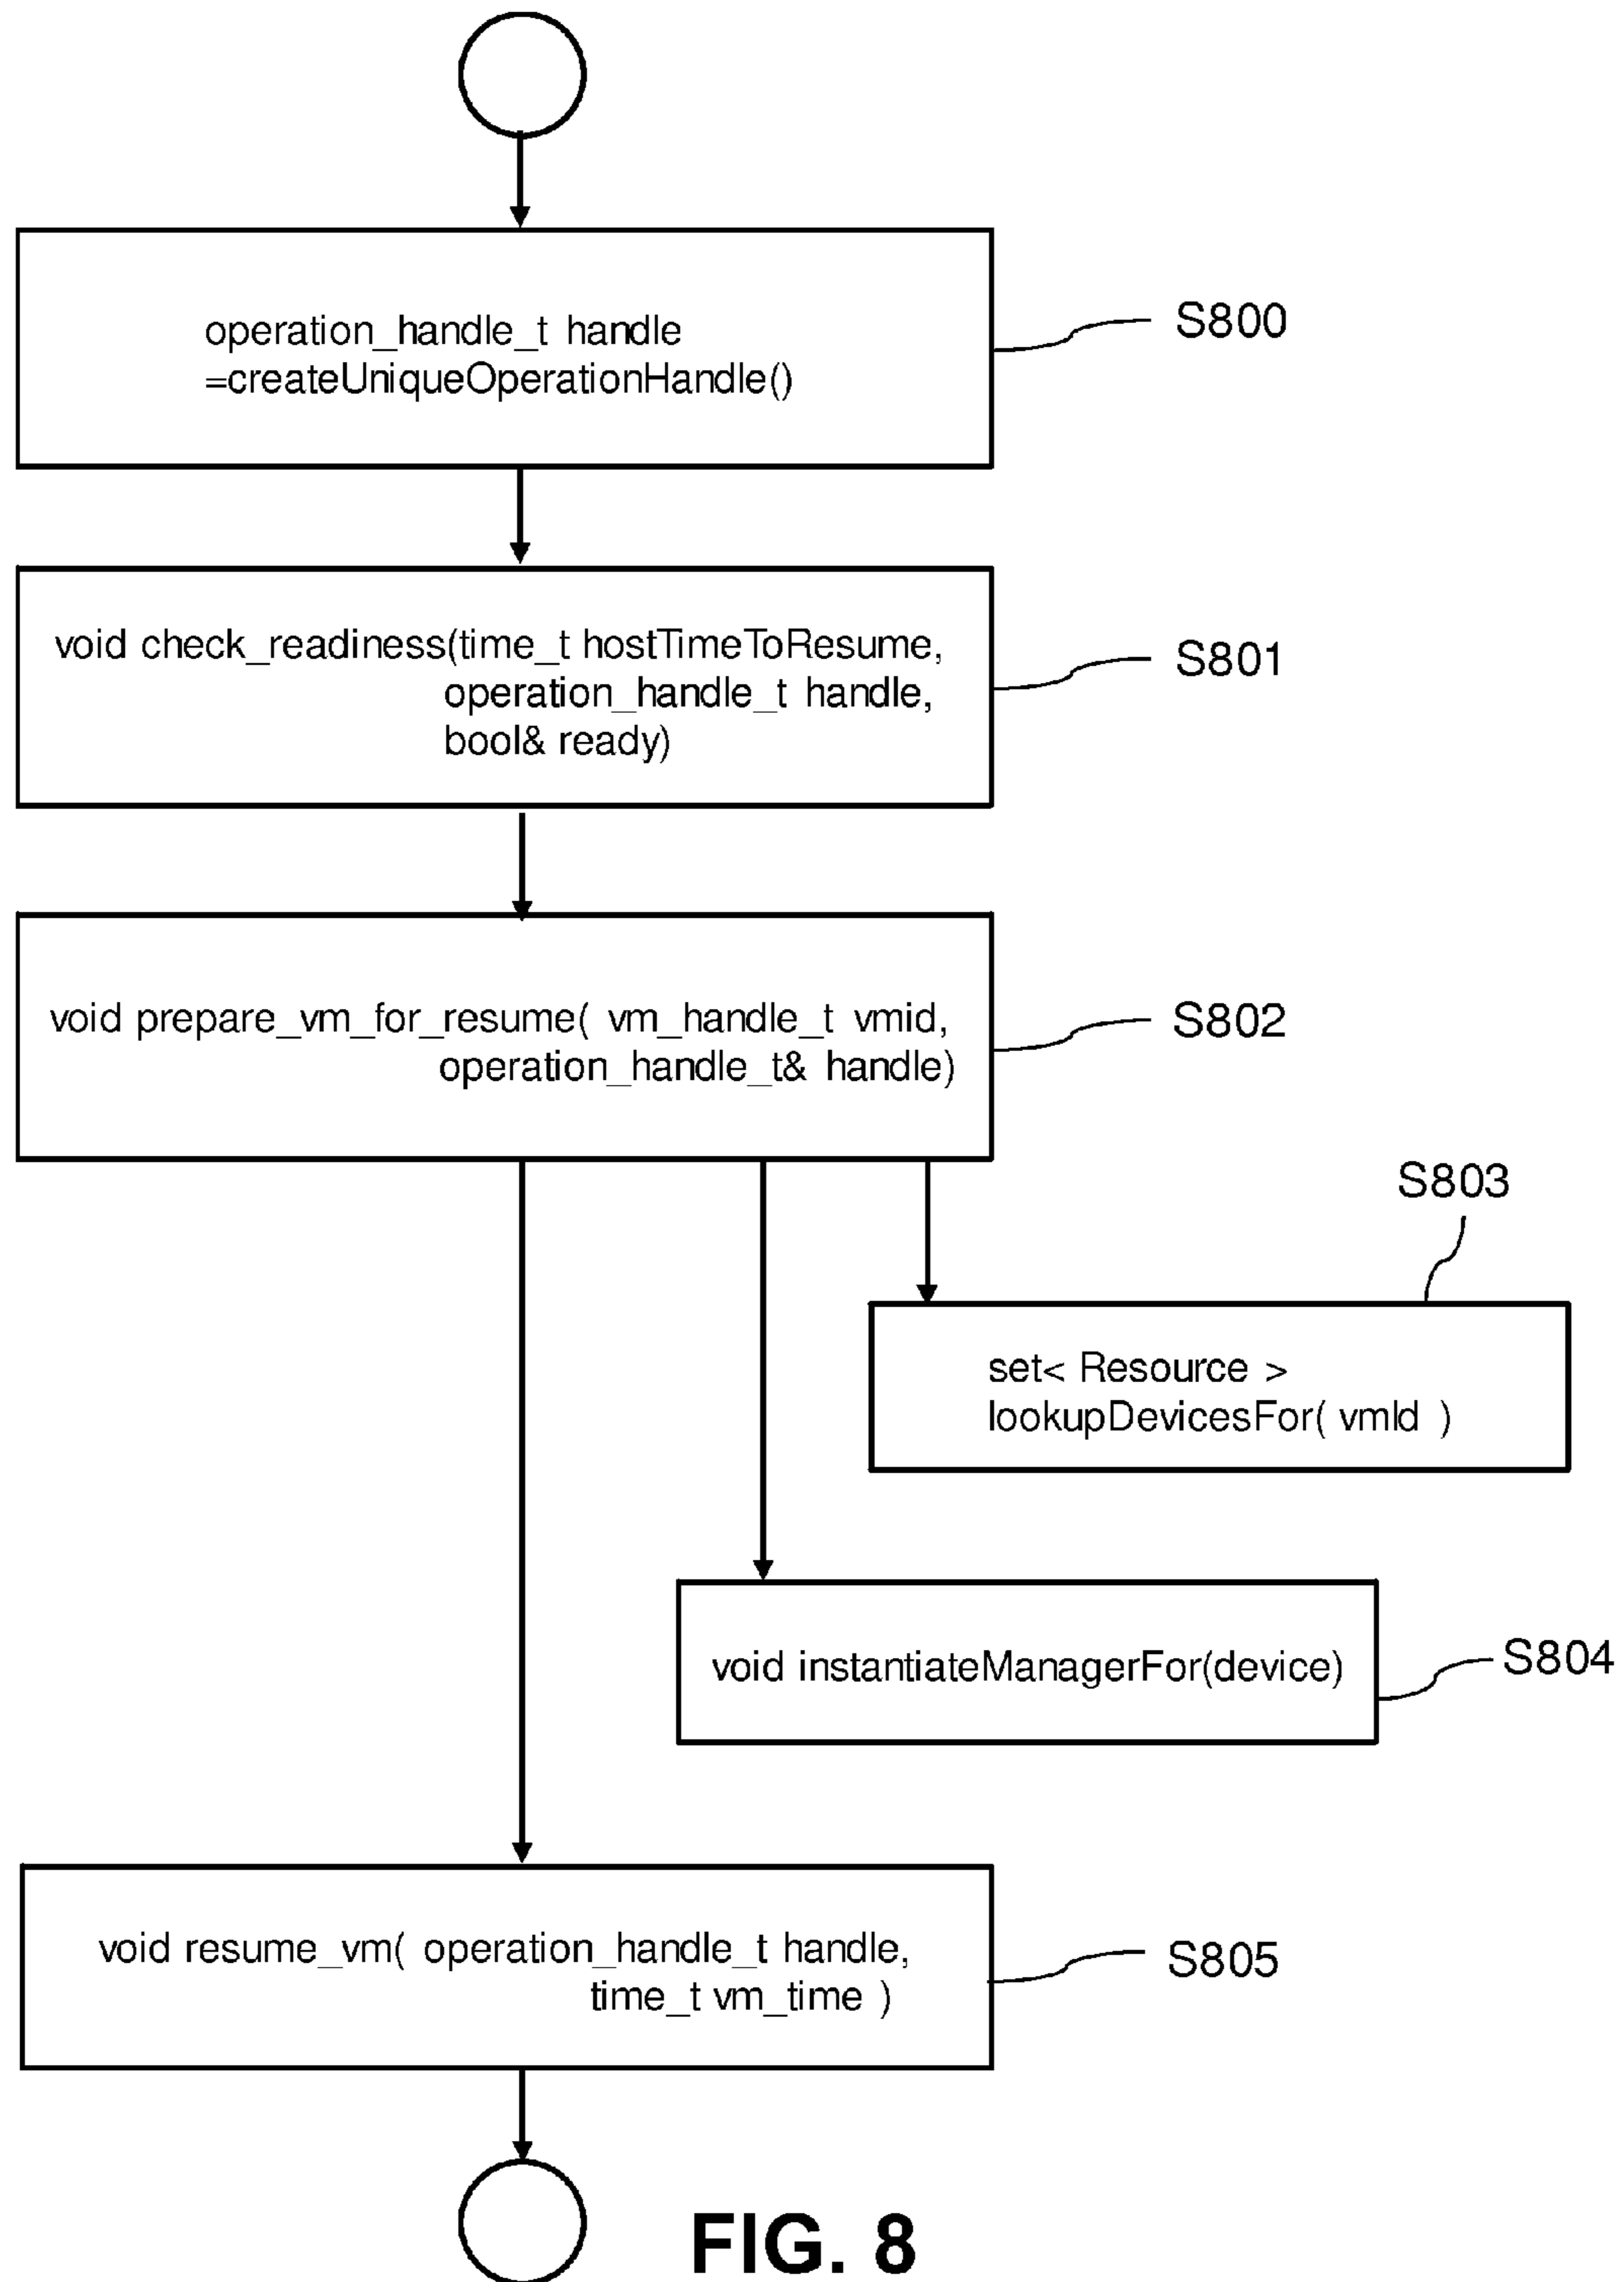 operation_handle_t handle
=createUniqueOperationHandle()
S800
void check_readiness(time_t hostTimeToResume,
operation_handle_t handle,
bool& ready)
S801
void prepare_vm_for_resume( vm_handle_t vmid,
operation_handle_t& handle)
S802
S803
set< Resource >
lookupDevicesFor( vmId )
void instantiateManagerFor(device)
S804
void resume_vm( operation_handle_t handle,
time_t vm_time )
S805
FIG. 8